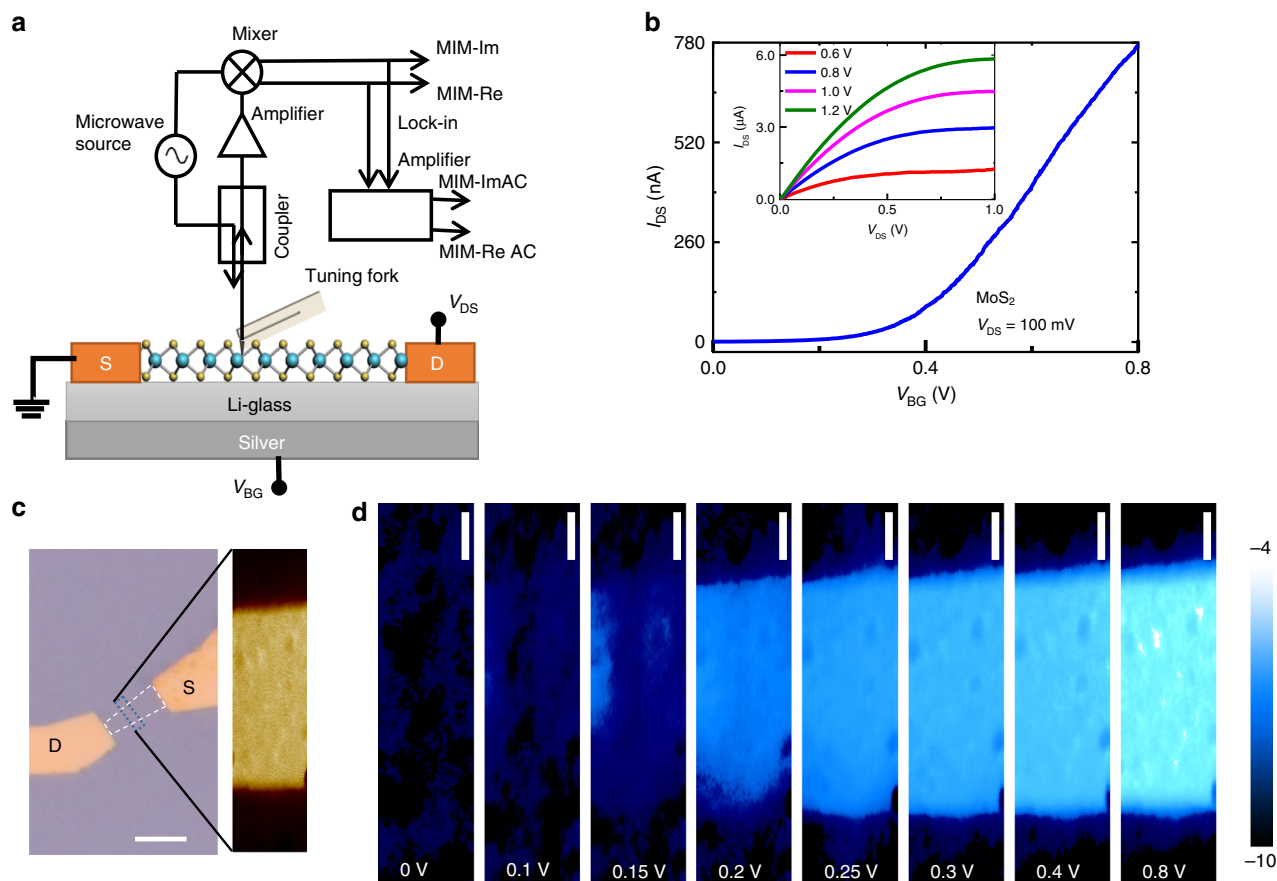 a
Mixer
MIM-Im
MIM-Re
Amplifier
Microwave
source
Lock-in
Amplifier
MIM-ImAC
MIM-Re AC
Coupler
Tuning fork
V_DS
S
D
Li-glass
Silver
V_BG
b
780
520
260
0
I_DS (nA)
0.0
0.4
0.8
V_BG (V)
MoS₂
V_DS = 100 mV
6.0
3.0
0.0
I_DS (µA)
0.6 V
0.8 V
1.0 V
1.2 V
0.0
0.5
1.0
V_DS (V)
c
S
D
d
0 V
0.1 V
0.15 V
0.2 V
0.25 V
0.3 V
0.4 V
0.8 V
–4
–10